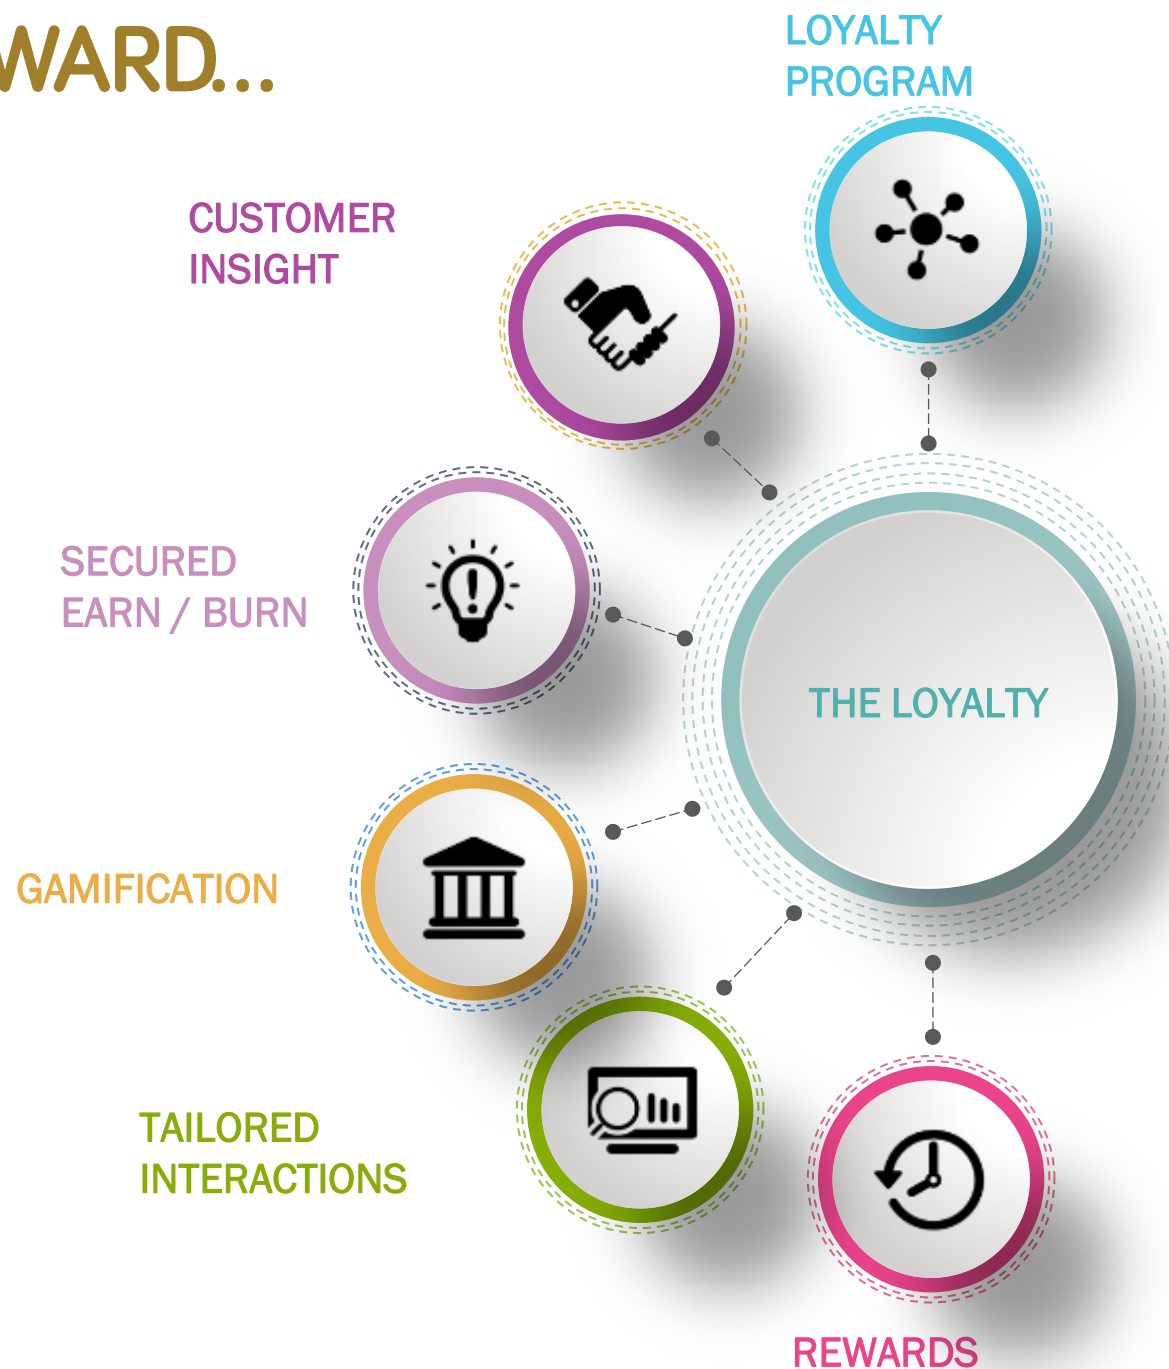 WARD...
LOYALTY
PROGRAM
CUSTOMER
INSIGHT
SECURED
EARN / BURN
THE LOYALTY
GAMIFICATION
TAILORED
INTERACTIONS
REWARDS